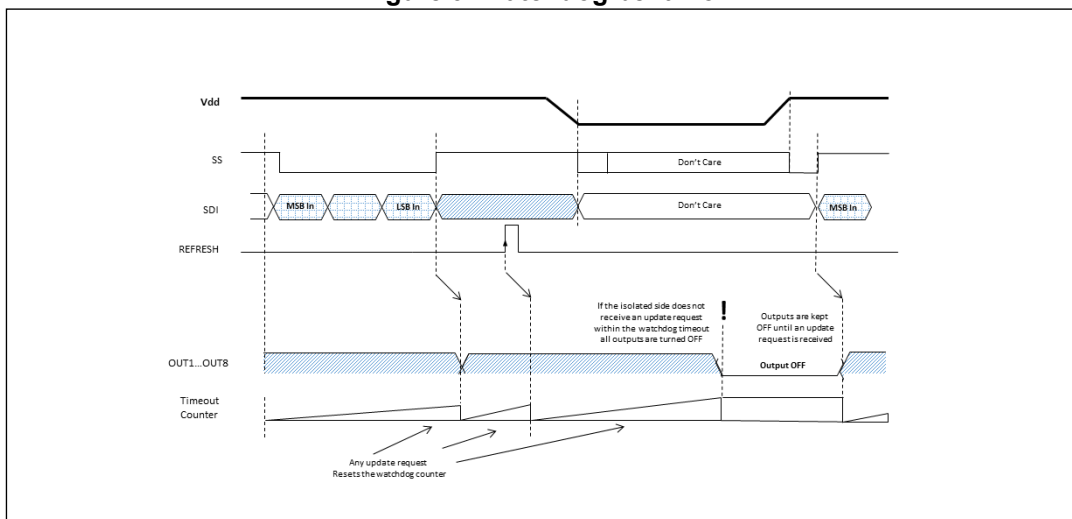 Vdd
SS
Don't Care
SDI
MSB In
LSB In
Don't Care
MSB In
REFRESH
If the isolated side does not
receive an update request
within the watchdog timeout
all outputs are turned OFF
!
Outputs are kept
OFF until an update
request is received
OUT1...OUT8
Output OFF
Timeout
Counter
Any update request
Resets the watchdog counter